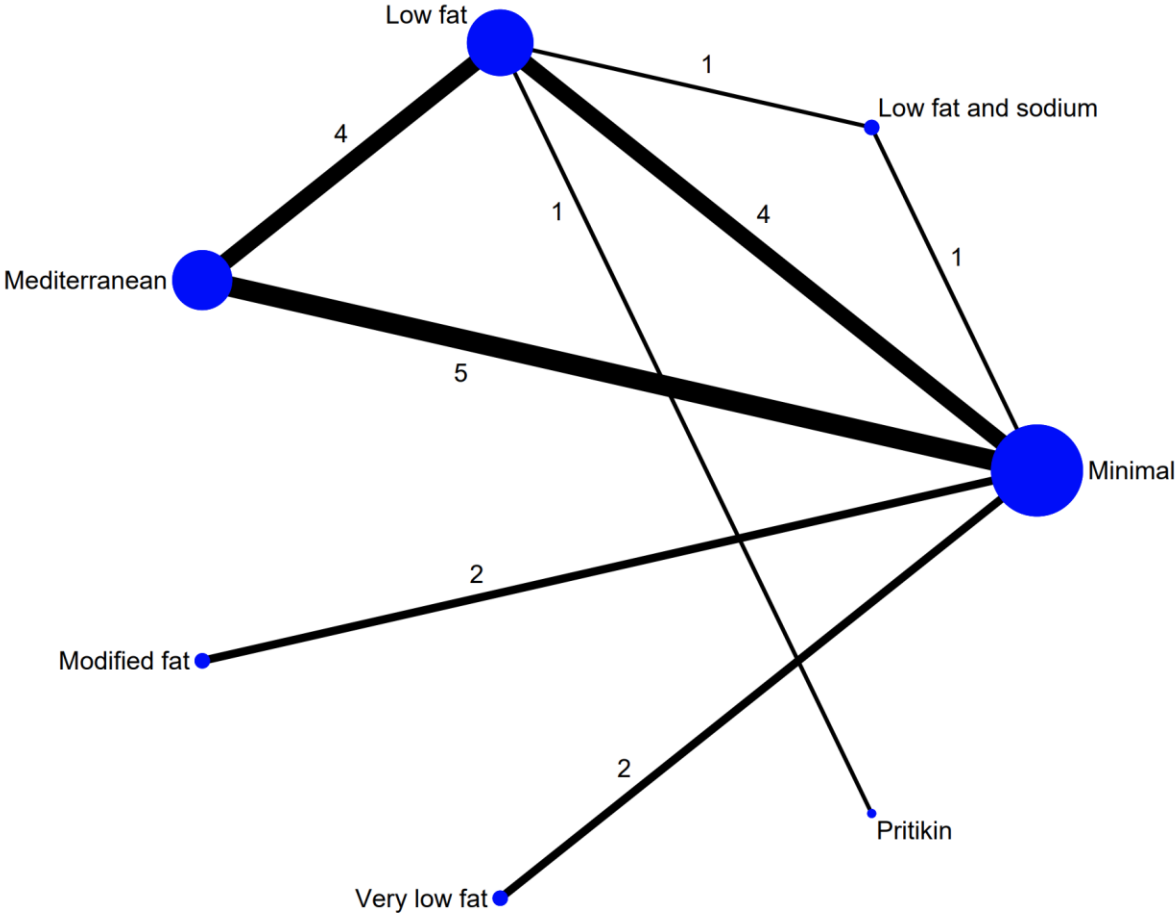 Low fat
1
Low fat and sodium
4
1
4
1
Mediterranean
5
Minimal
2
Modified fat
2
Pritikin
Very low fat